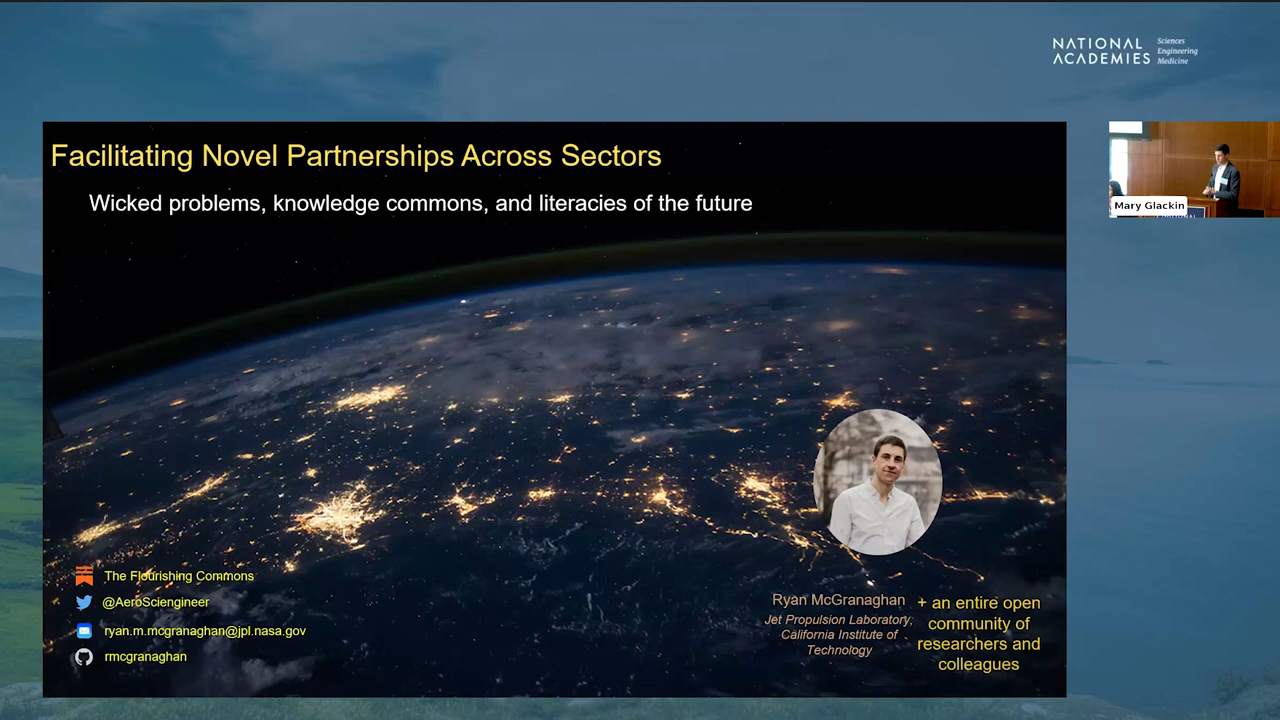 NATIONAL
ACADEMIES
Sciences
Engineering
Medicine
Facilitating Novel Partnerships Across Sectors
Wicked problems, knowledge commons, and literacies of the future
Mary Glackin
The Flourishing Commons
@AeroSciengineer
ryan.m.mcgranaghan@jpl.nasa.gov
rmcgranaghan
Ryan McGranaghan
Jet Propulsion Laboratory,
California Institute of
Technology
+ an entire open
community of
researchers and
colleagues